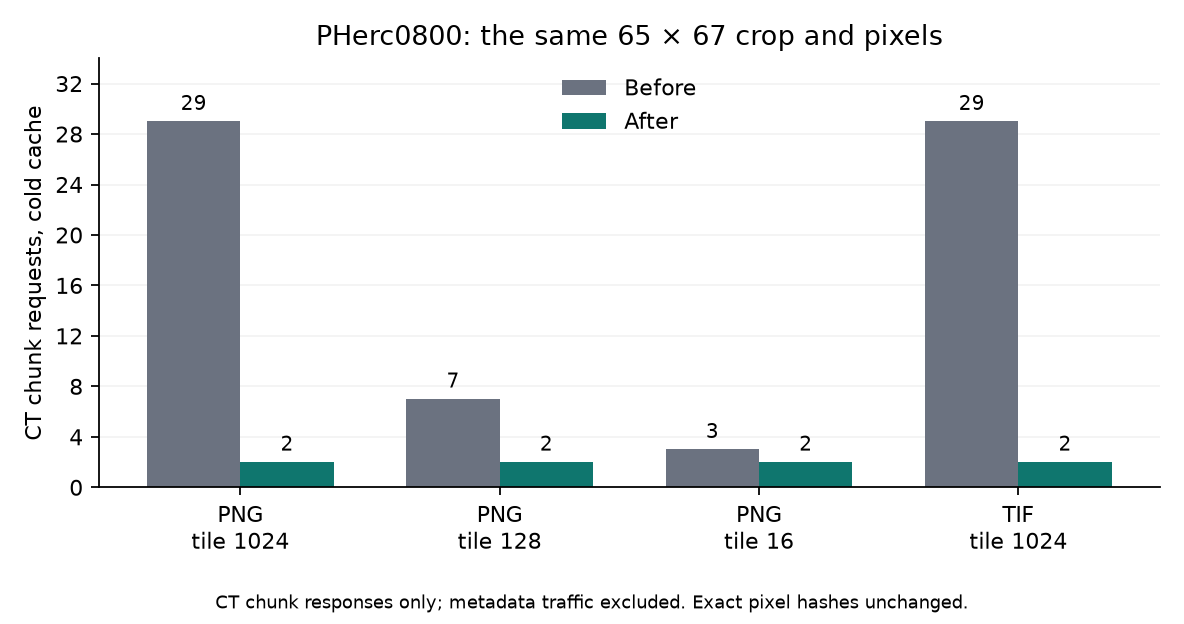 PHerc0800: the same 65 × 67 crop and pixels
CT chunk requests, cold cache
32
28
24
20
16
12
8
4
0
Before
After
29
2
7
2
3
2
29
2
PNG
tile 1024
PNG
tile 128
PNG
tile 16
TIF
tile 1024
CT chunk responses only; metadata traffic excluded. Exact pixel hashes unchanged.